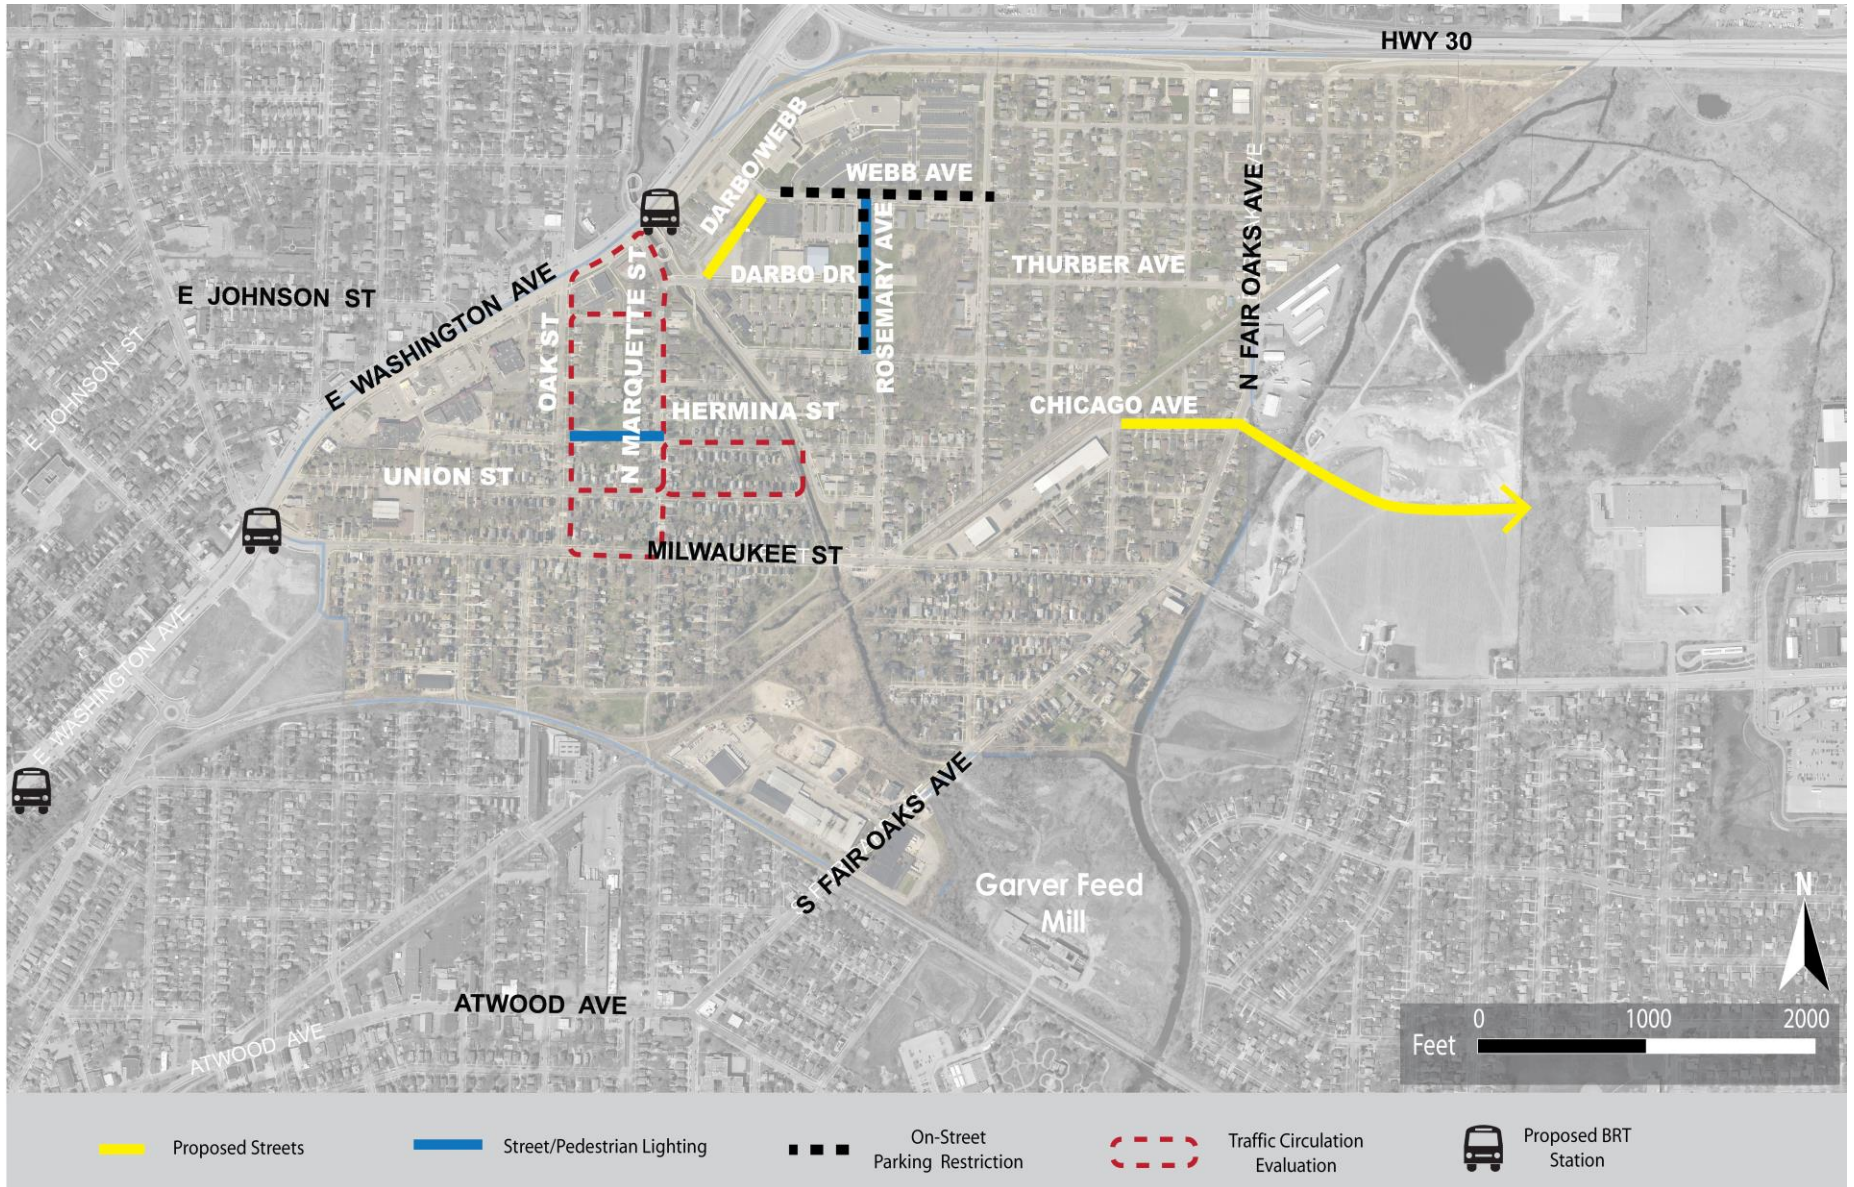 HWY 30
DARBO/WEBB
WEBB AVE
N FAIR OAKS AVE
E JOHNSON ST
E WASHINGTON AVE
OAK ST
N MARQUETTE ST
DARBO DR
ROSEMARY AVE
THURBER AVE
E JOHNSON ST
HERMINA ST
CHICAGO AVE
UNION ST
MILWAUKEE ST
E WASHINGTON AVE
S FAIR OAKS AVE
Garver Feed
Mill
N
ATWOOD AVE
ATWOOD AVE
0 1000 2000
Feet
Proposed Streets
Street/Pedestrian Lighting
On-Street
Parking Restriction
Traffic Circulation
Evaluation
Proposed BRT
Station